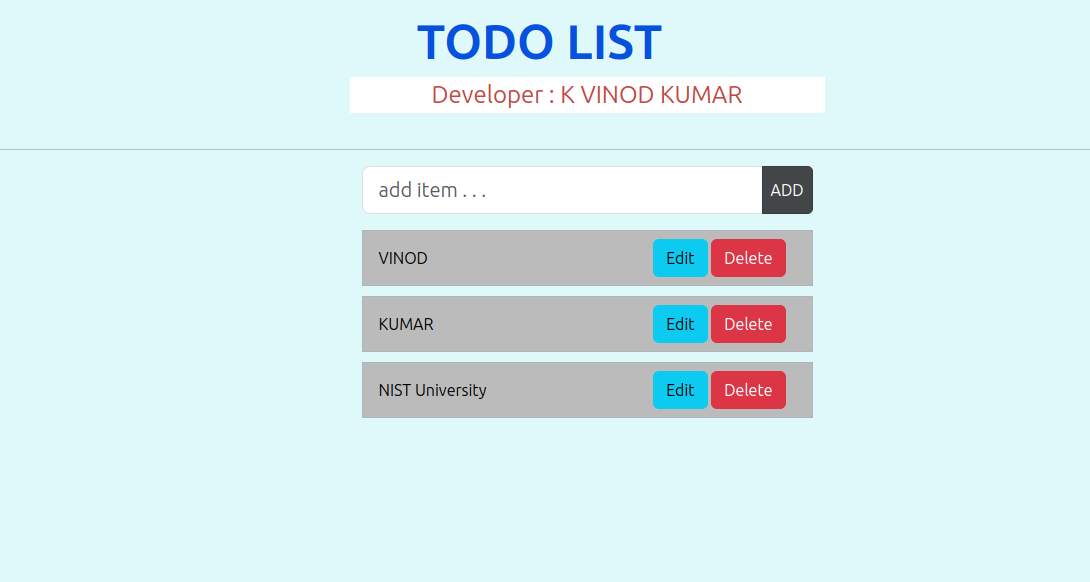 TODO LIST
Developer : K VINOD KUMAR
add item . . . ADD
VINOD Edit Delete
KUMAR Edit Delete
NIST University Edit Delete